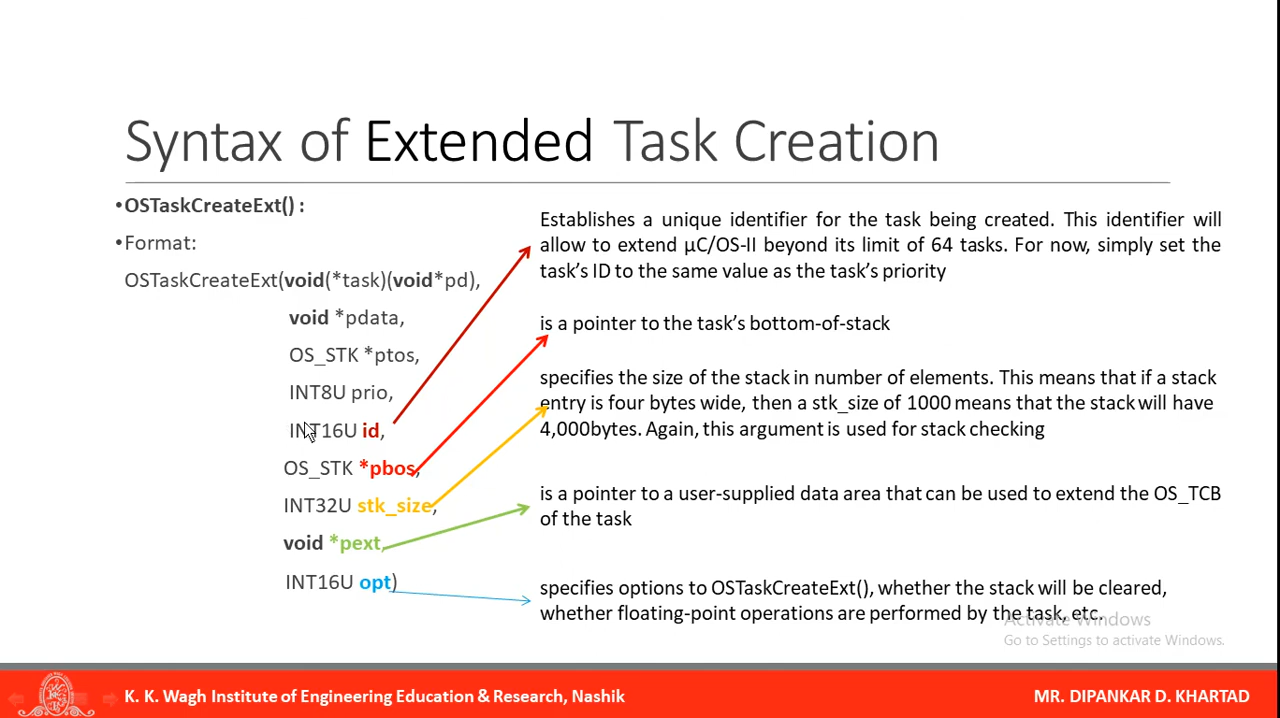 Syntax of Extended Task Creation
•OSTaskCreateExt() :
•Format:
OSTaskCreateExt(void(*task)(void*pd),
void *pdata,
OS_STK *ptos,
INT8U prio,
INT16U id,
OS_STK *pbos,
INT32U stk_size,
void *pext,
INT16U opt)
Establishes a unique identifier for the task being created. This identifier will
allow to extend µC/OS-II beyond its limit of 64 tasks. For now, simply set the
task’s ID to the same value as the task’s priority
is a pointer to the task’s bottom-of-stack
specifies the size of the stack in number of elements. This means that if a stack
entry is four bytes wide, then a stk_size of 1000 means that the stack will have
4,000bytes. Again, this argument is used for stack checking
is a pointer to a user-supplied data area that can be used to extend the OS_TCB
of the task
specifies options to OSTaskCreateExt(), whether the stack will be cleared,
whether floating-point operations are performed by the task, etc.
Activate Windows
Go to Settings to activate Windows.
K. K. Wagh Institute of Engineering Education & Research, Nashik
MR. DIPANKAR D. KHARTAD